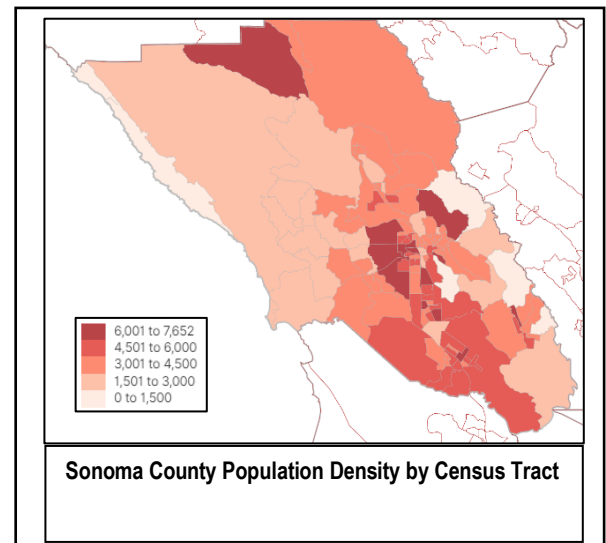 6,001 to 7,652
4,501 to 6,000
3,001 to 4,500
1,501 to 3,000
0 to 1,500
Sonoma County Population Density by Census Tract